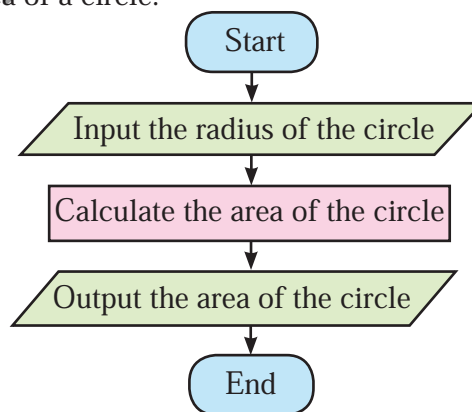 of a circle.
Start
Input the radius of the circle
Calculate the area of the circle
Output the area of the circle
End